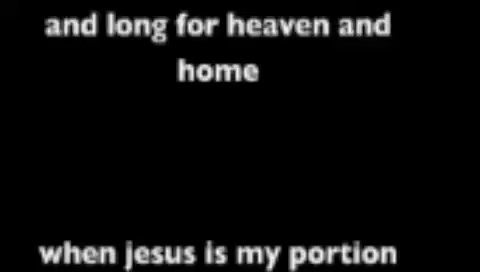 and long for heaven and
home
when jesus is my portion